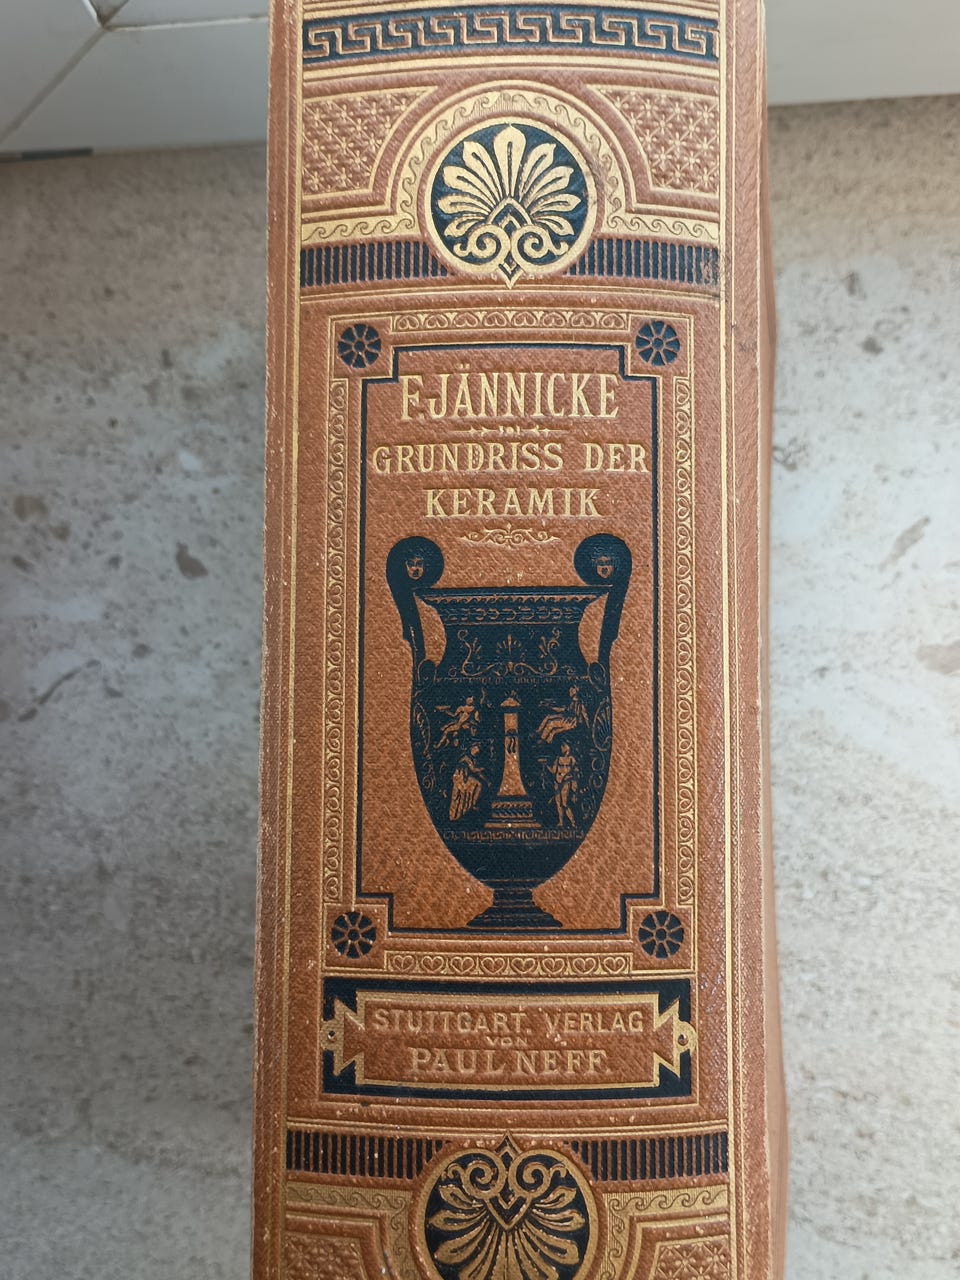 F. JÄNNICKE
GRUNDRISS DER
KERAMIK
STUTTGART. VERLAG
VON
PAUL NEFF.